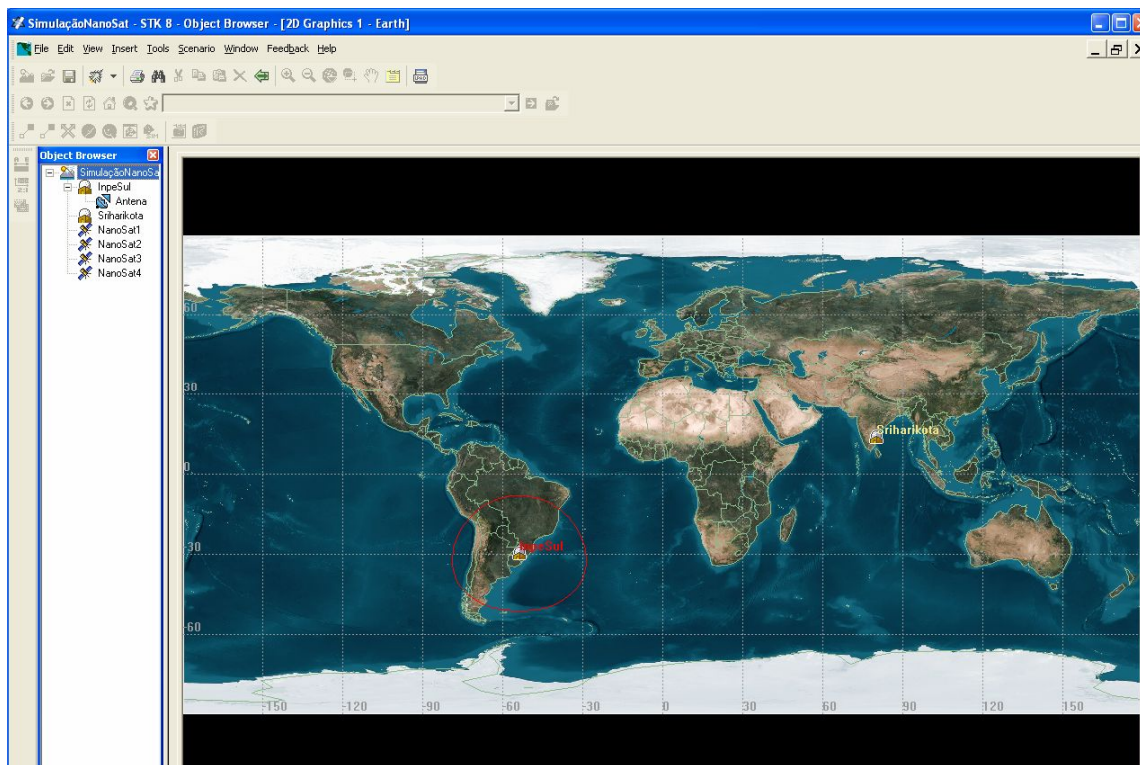 SimulaçãoNanoSat - STK 8 - Object Browser - [2D Graphics 1 - Earth]
File Edit View Insert Tools Scenario Window Feedback Help
Object Browser
SimulaçãoNanoSa
InpeSul
Antena
Sriharikota
NanoSat1
NanoSat2
NanoSat3
NanoSat4
60
30
Sriharikota
0
InpeSul
-30
-60
-150 -120 -90 -60 -30 0 30 60 90 120 150